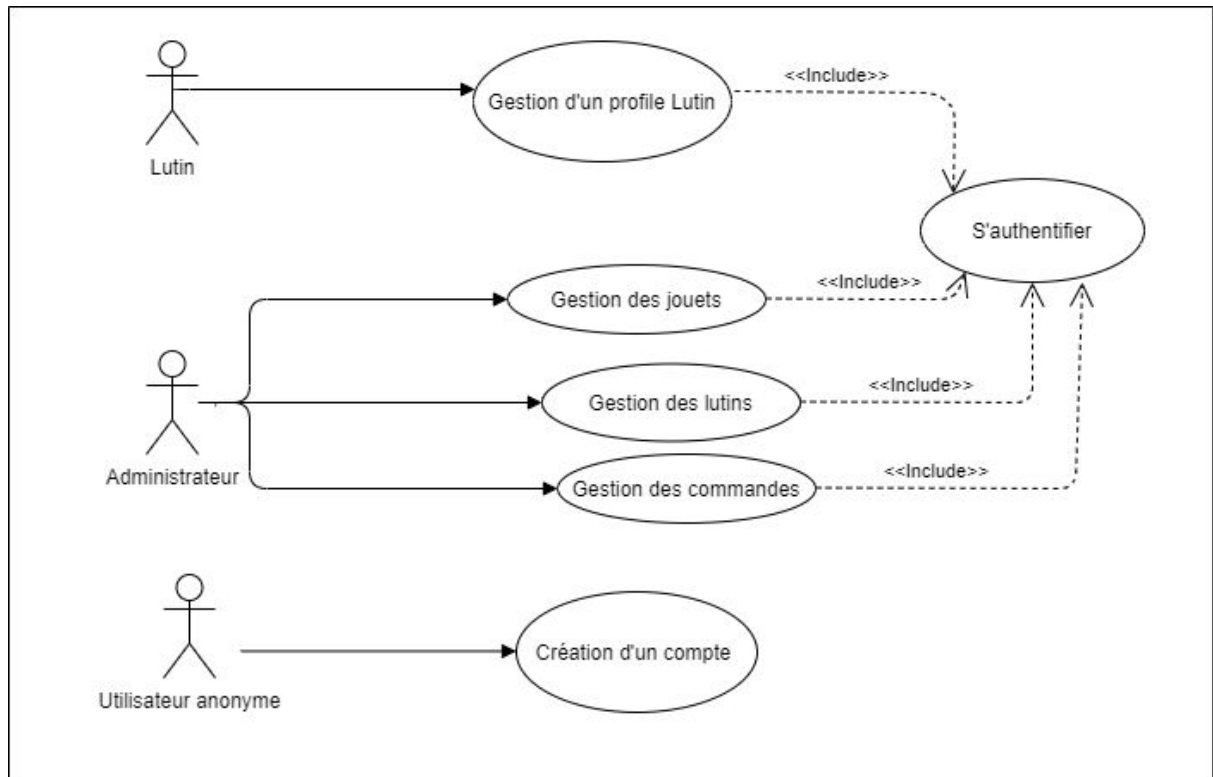 <<Include>>
Gestion d'un profile Lutin
Lutin
S'authentifier
<<Include>>
Gestion des jouets
<<Include>>
Gestion des lutins
Administrateur
<<Include>>
Gestion des commandes
Création d'un compte
Utilisateur anonyme